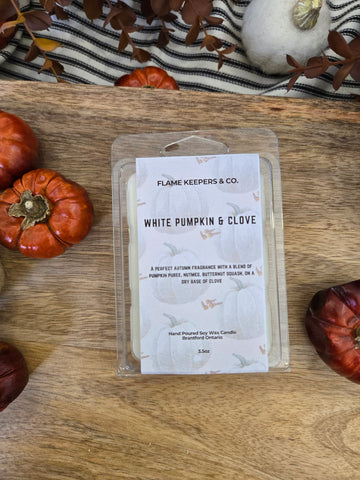 FLAME KEEPERS & CO.
WHITE PUMPKIN & CLOVE
A PERFECT AUTUMN FRAGRANCE WITH A BLEND OF
PUMPKIN PUREE, NUTMEG, BUTTERNUT SQUASH, ON A
DRY BASE OF CLOVE
Hand Poured Soy Wax Candle
Brantford Ontario
3.5oz